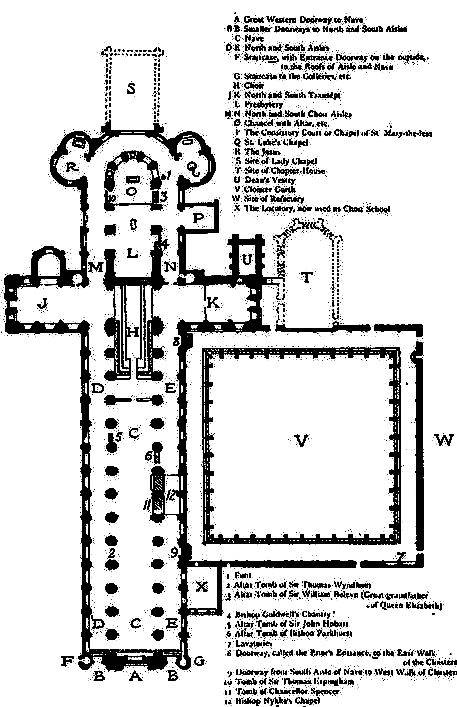 A Great Western Doorway to Nave
B B Smaller Doorways to North and South Aisles
C Nave
D E North and South Aisles
F Staircase, with Entrance Doorway on the outside,
to the Roofs of Aisle and Nave
G Staircase to the Galleries, etc.
H Choir
J K North and South Transept
L Presbytery
M N North and South Choir Aisles
O Chancel with Altar, etc.
P The Consistory Court or Chapel of St. Mary-the-less
Q St. Luke's Chapel
R The Jesus
S Site of Lady Chapel
T Site of Chapter-House
U Dean's Vestry
V Cloister Garth
W Site of Refectory
X The Locutory, now used as Choir School
S
R
Q
O
1
3
P
4
L
M
N
U
T
J
K
H
8
D
E
C
5
6
V
W
11
12
2
9
7
X
D
C
E
F
G
B
A
B
1 Font
2 Altar Tomb of Sir Thomas Wyndham
3 Altar Tomb of Sir William Boleyn (Great-grandfather
of Queen Elizabeth)
4 Bishop Goldwell's Chantry
5 Altar Tomb of Sir John Hobart
6 Altar Tomb of Bishop Parkhurst
7 Lavatories
8 Doorway, called the Prior's Entrance, to the East Walk
of the Cloisters
9 Doorway from South Aisle of Nave to West Walk of Cloisters
10 Tomb of Sir Thomas Erpingham
11 Tomb of Chancellor Spencer
12 Bishop Nykke's Chapel